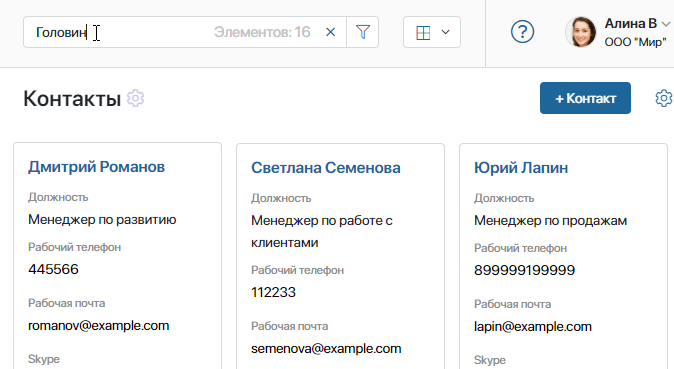 Головин Элементов: 16
Алина В
ООО "Мир"
Контакты
+ Контакт
Дмитрий Романов
Должность
Менеджер по развитию
Рабочий телефон
445566
Рабочая почта
romanov@example.com
Skype
Светлана Семенова
Должность
Менеджер по работе с
клиентами
Рабочий телефон
112233
Рабочая почта
semenova@example.com
Юрий Лапин
Должность
Менеджер по продажам
Рабочий телефон
899999199999
Рабочая почта
lapin@example.com
Skype